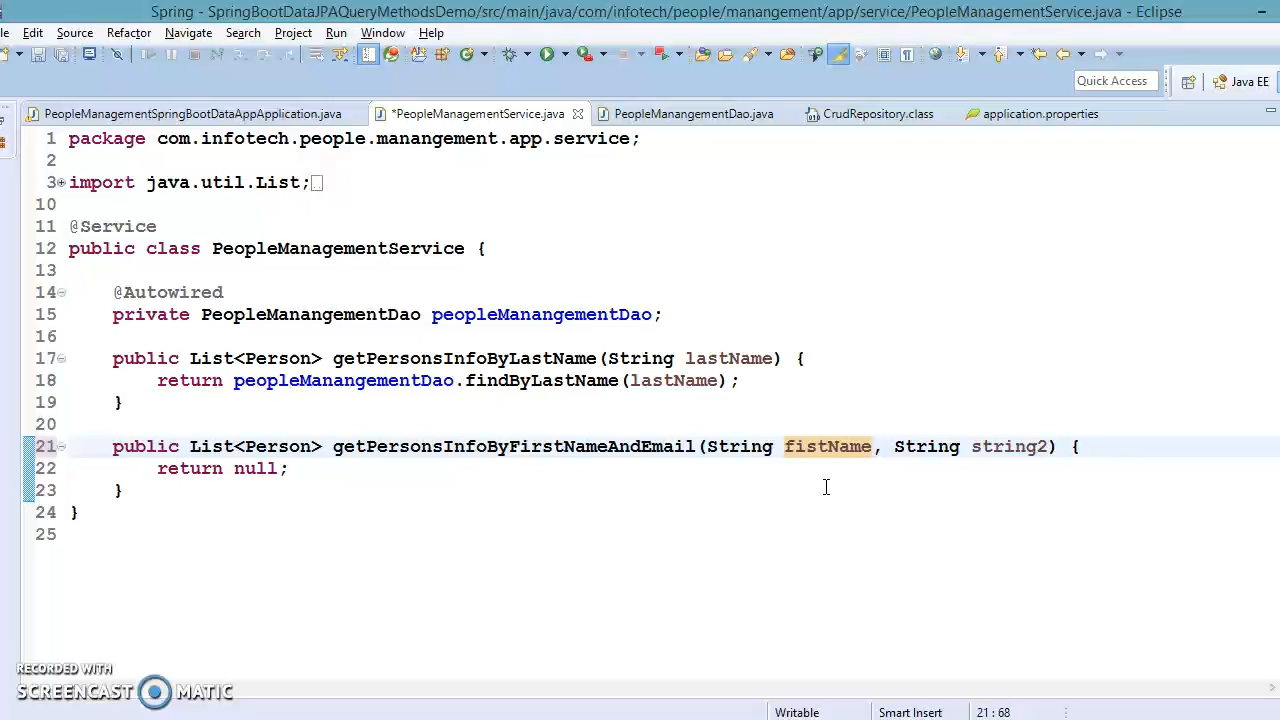 Spring - SpringBootDataJPAQueryMethodsDemo/src/main/java/com/infotech/people/manangement/app/service/PeopleManagementService.java - Eclipse
le Edit Source Refactor Navigate Search Project Run Window Help
Quick Access Java EE
PeopleManagementSpringBootDataAppApplication.java *PeopleManagementService.java PeopleManangementDao.java CrudRepository.class application.properties
1 package com.infotech.people.manangement.app.service;
2
3 import java.util.List;
10
11 @Service
12 public class PeopleManagementService {
13
14 @Autowired
15 private PeopleManangementDao peopleManangementDao;
16
17 public List<Person> getPersonsInfoByLastName(String lastName) {
18 return peopleManangementDao.findByLastName(lastName);
19 }
20
21 public List<Person> getPersonsInfoByFirstNameAndEmail(String fistName, String string2) {
22 return null;
23 }
24 }
25
RECORDED WITH
SCREENCAST MATIC
Writable Smart Insert 21 : 68